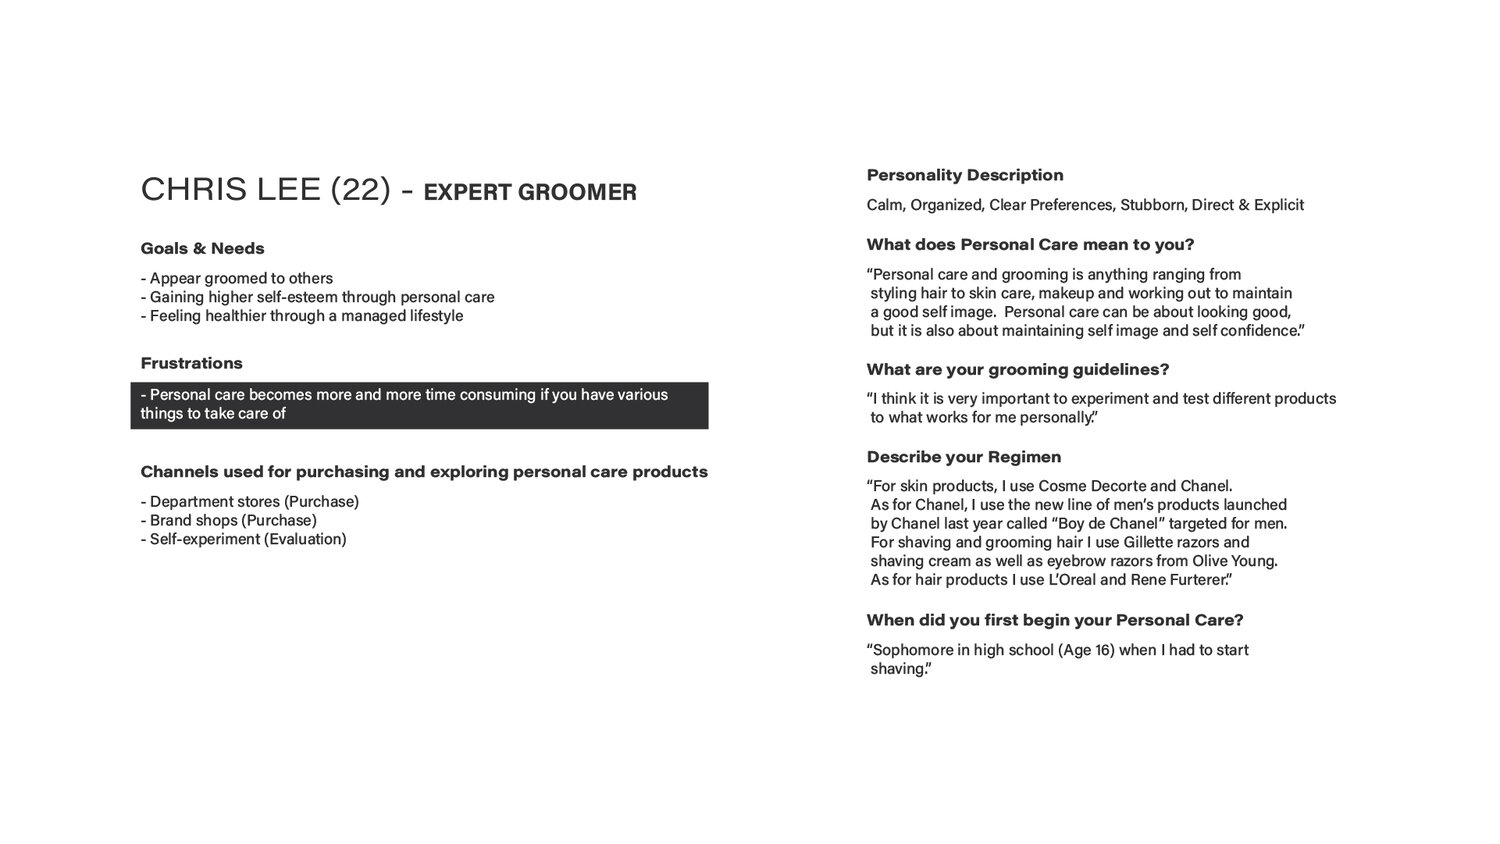 CHRIS LEE (22) - EXPERT GROOMER
Goals & Needs
- Appear groomed to others
- Gaining higher self-esteem through personal care
- Feeling healthier through a managed lifestyle
Frustrations
- Personal care becomes more and more time consuming if you have various
things to take care of
Channels used for purchasing and exploring personal care products
- Department stores (Purchase)
- Brand shops (Purchase)
- Self-experiment (Evaluation)
Personality Description
Calm, Organized, Clear Preferences, Stubborn, Direct & Explicit
What does Personal Care mean to you?
“Personal care and grooming is anything ranging from
styling hair to skin care, makeup and working out to maintain
a good self image.  Personal care can be about looking good,
but it is also about maintaining self image and self confidence.”
What are your grooming guidelines?
“I think it is very important to experiment and test different products
to what works for me personally.”
Describe your Regimen
“For skin products, I use Cosme Decorte and Chanel.
As for Chanel, I use the new line of men’s products launched
by Chanel last year called “Boy de Chanel” targeted for men.
For shaving and grooming hair I use Gillette razors and
shaving cream as well as eyebrow razors from Olive Young.
As for hair products I use L’Oreal and Rene Furterer.”
When did you first begin your Personal Care?
“Sophomore in high school (Age 16) when I had to start
shaving.”